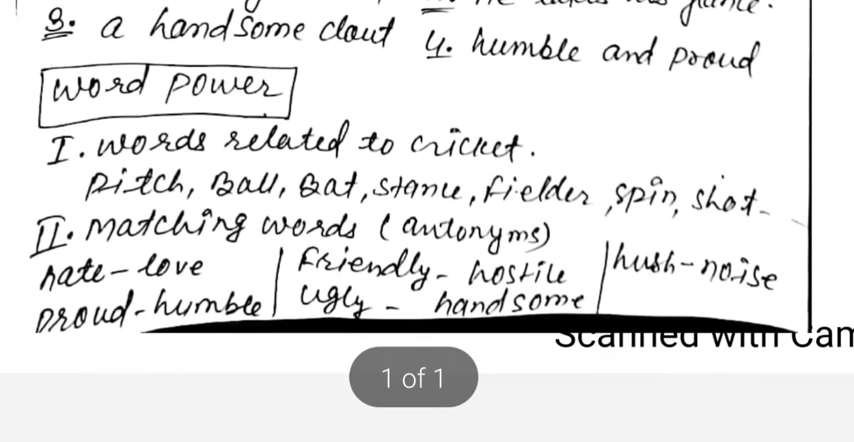 3. a handsome clout 4. humble and proud
word power
I. words related to cricket.
Pitch, Ball, Bat, stance, fielder, spin, shot
II. matching words (antonyms)
hate - love | friendly - hostile | hush - noise
proud - humble | ugly - handsome
Scanned with Cam
1 of 1